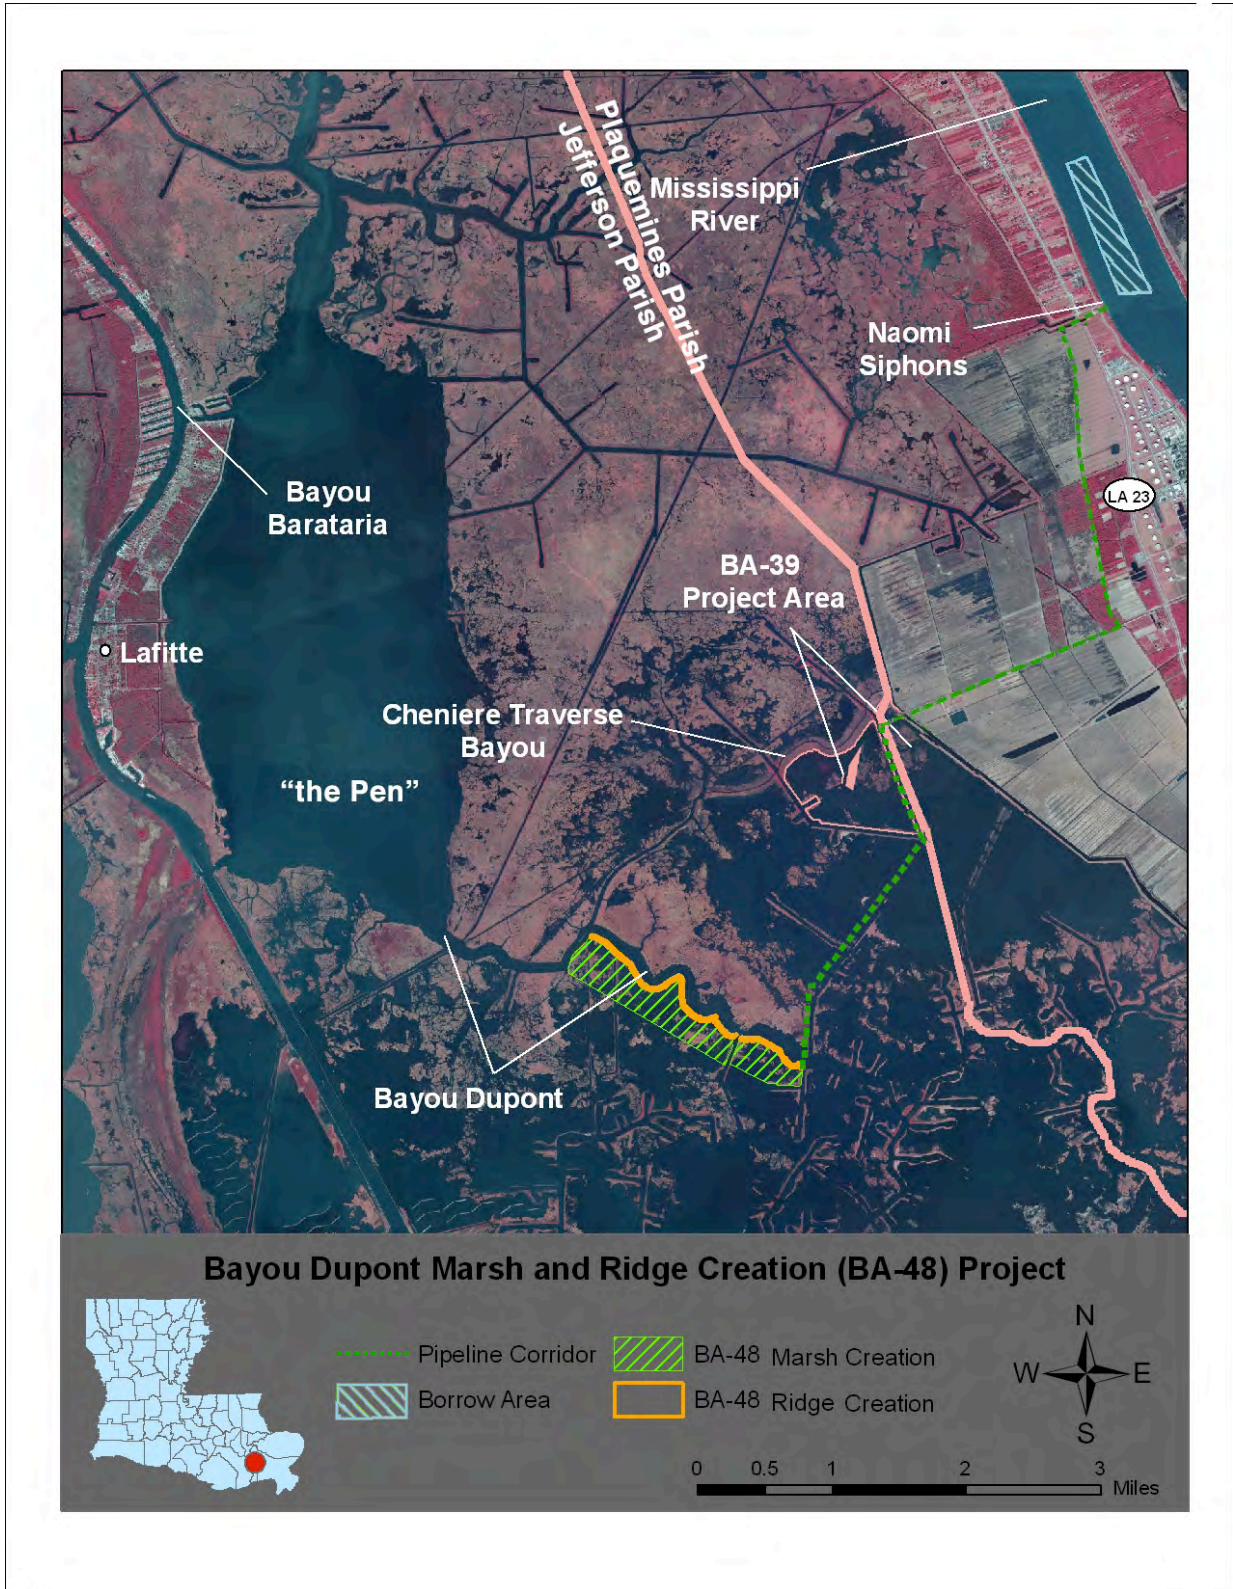 Plaquemines Parish
Jefferson Parish
Mississippi
River
Naomi
Siphons
Bayou
Barataria
LA 23
BA-39
Project Area
Lafitte
Cheniere Traverse
Bayou
“the Pen”
Bayou Dupont
Bayou Dupont Marsh and Ridge Creation (BA-48) Project
Pipeline Corridor
BA-48 Marsh Creation
Borrow Area
BA-48 Ridge Creation
N
W E
S
0 0.5 1 2 3
Miles